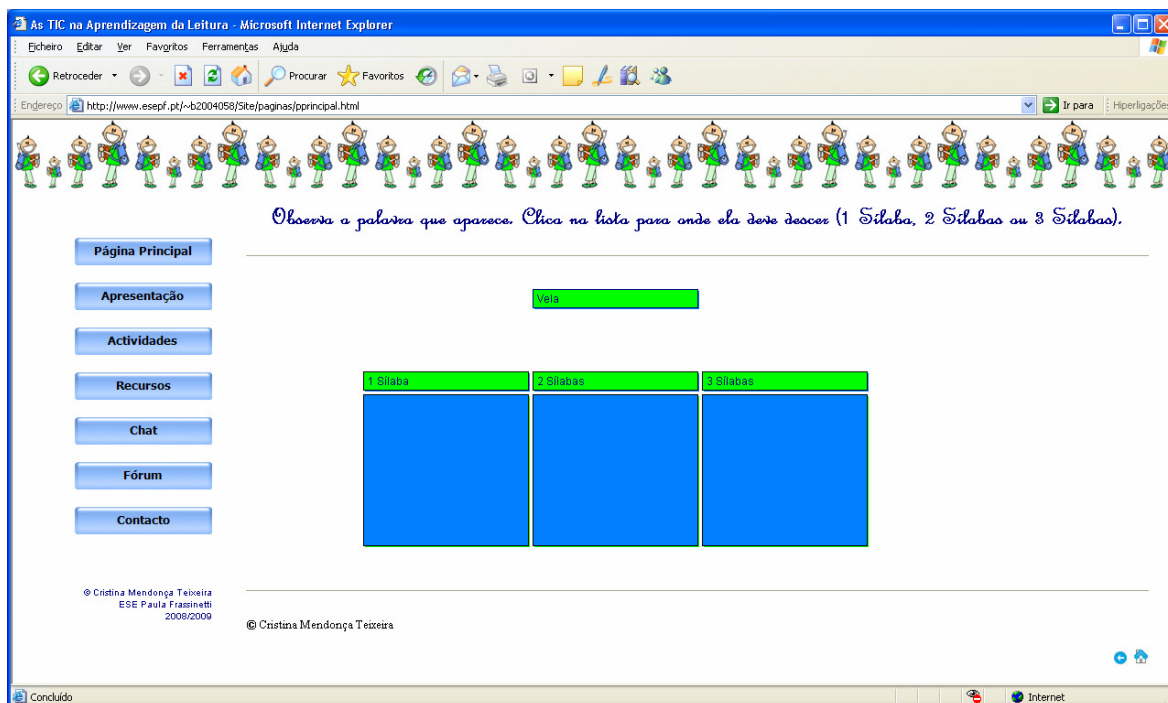 As TIC na Aprendizagem da Leitura - Microsoft Internet Explorer
Ficheiro Editar Ver Favoritos Ferramentas Ajuda
Retroceder Procurar Favoritos
Endereço http://www.esepf.pt/~b2004058/Site/paginas/pprincipal.html Ir para Hiperligações
Observa a palavra que aparece. Clica na lista para onde ela deve descer (1 Sílaba, 2 Sílabas ou 3 Sílabas).
Página Principal
Apresentação
Actividades
Recursos
Chat
Fórum
Contacto
Vela
1 Sílaba 2 Sílabas 3 Sílabas
© Cristina Mendonça Teixeira
ESE Paula Frassinetti
2008/2009
© Cristina Mendonça Teixeira
Concluído Internet